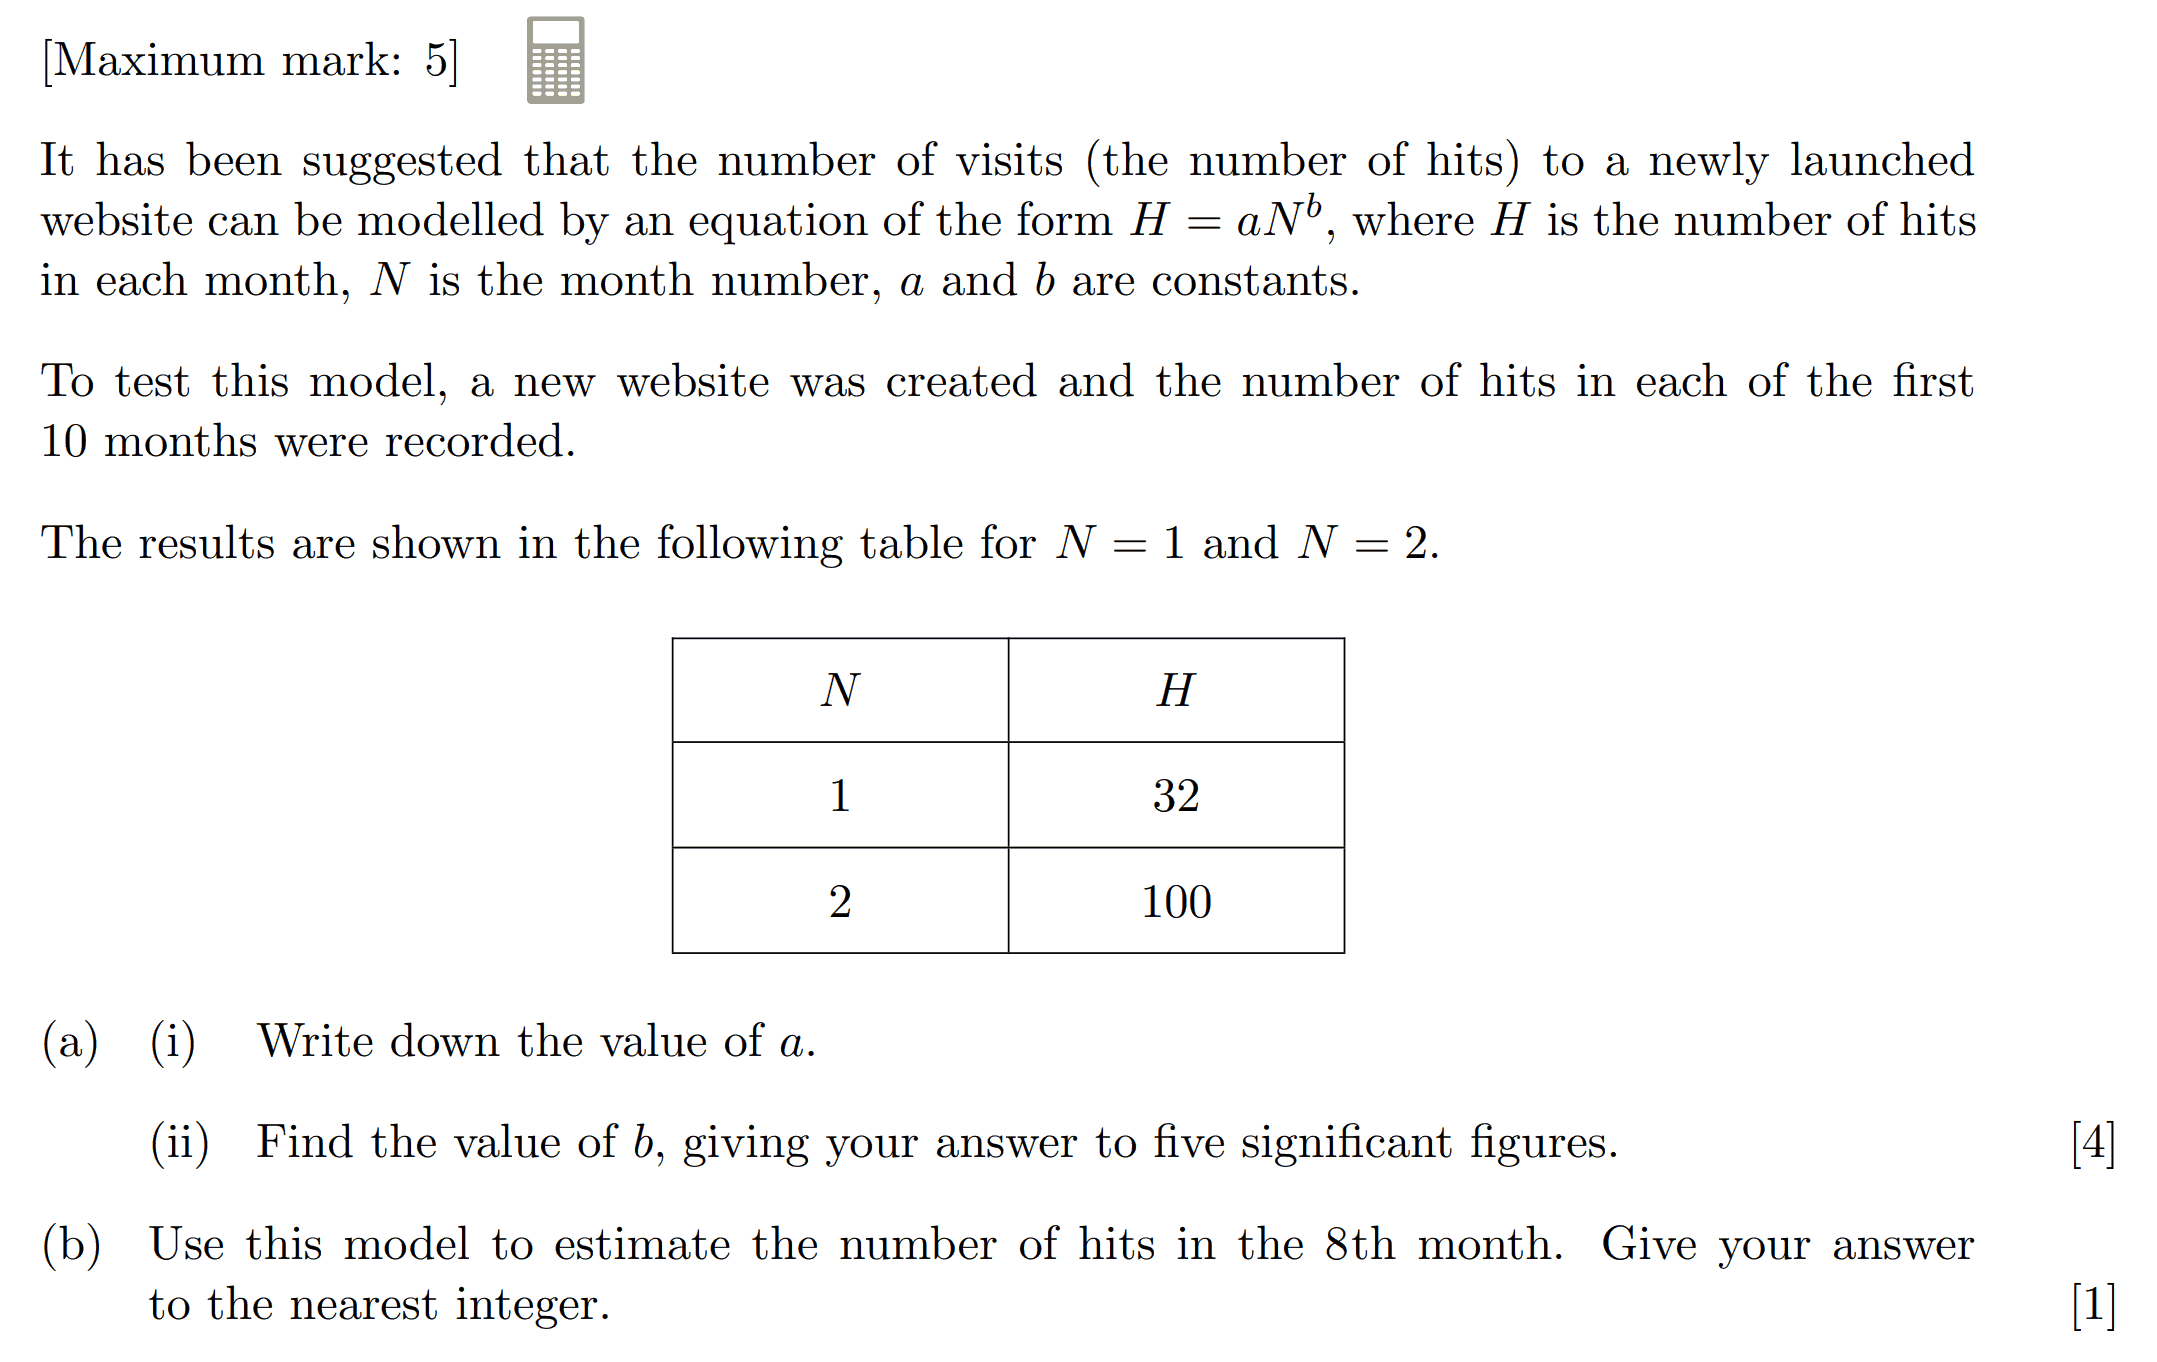 [Maximum mark: 5]
It has been suggested that the number of visits (the number of hits) to a newly launched
website can be modelled by an equation of the form H = aN^b, where H is the number of hits
in each month, N is the month number, a and b are constants.
To test this model, a new website was created and the number of hits in each of the first
10 months were recorded.
The results are shown in the following table for N = 1 and N = 2.
N H
1 32
2 100
(a) (i) Write down the value of a.
(ii) Find the value of b, giving your answer to five significant figures. [4]
(b) Use this model to estimate the number of hits in the 8th month. Give your answer
to the nearest integer. [1]